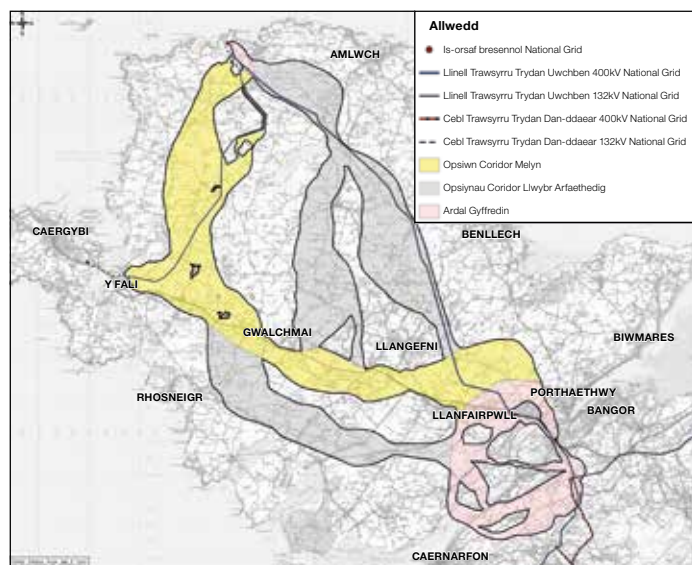 Allwedd
Is-orsaf bresennol National Grid
Llinell Trawsyrru Trydan Uwchben 400kV National Grid
Llinell Trawsyrru Trydan Uwchben 132kV National Grid
Cebl Trawsyrru Trydan Dan-ddaear 400kV National Grid
Cebl Trawsyrru Trydan Dan-ddaear 132kV National Grid
Opsiwn Coridor Melyn
Opsiynau Coridor Llwybr Arfaethedig
Ardal Gyffredin
AMLWCH
CAERGYBI
BENLLECH
Y FALI
GWALCHMAI
LLANGEFNI
BIWMARES
RHOSNEIGR
PORTHAETHWY
LLANFAIRPWLL
BANGOR
CAERNARFON